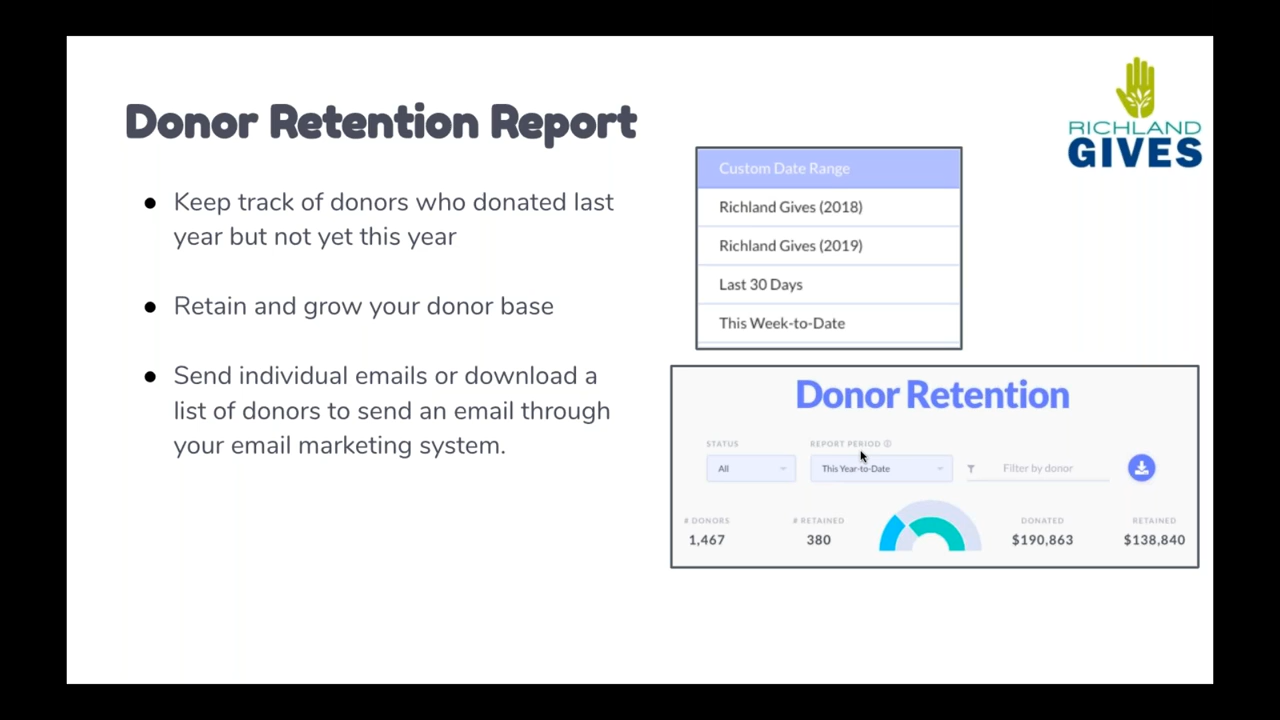 Donor Retention Report
RICHLAND
GIVES
● Keep track of donors who donated last
year but not yet this year
● Retain and grow your donor base
● Send individual emails or download a
list of donors to send an email through
your email marketing system.
Custom Date Range
Richland Gives (2018)
Richland Gives (2019)
Last 30 Days
This Week-to-Date
Donor Retention
STATUS REPORT PERIOD
All This Year-to-Date Filter by donor
# DONORS # RETAINED DONATED RETAINED
1,467 380 $190,863 $138,840